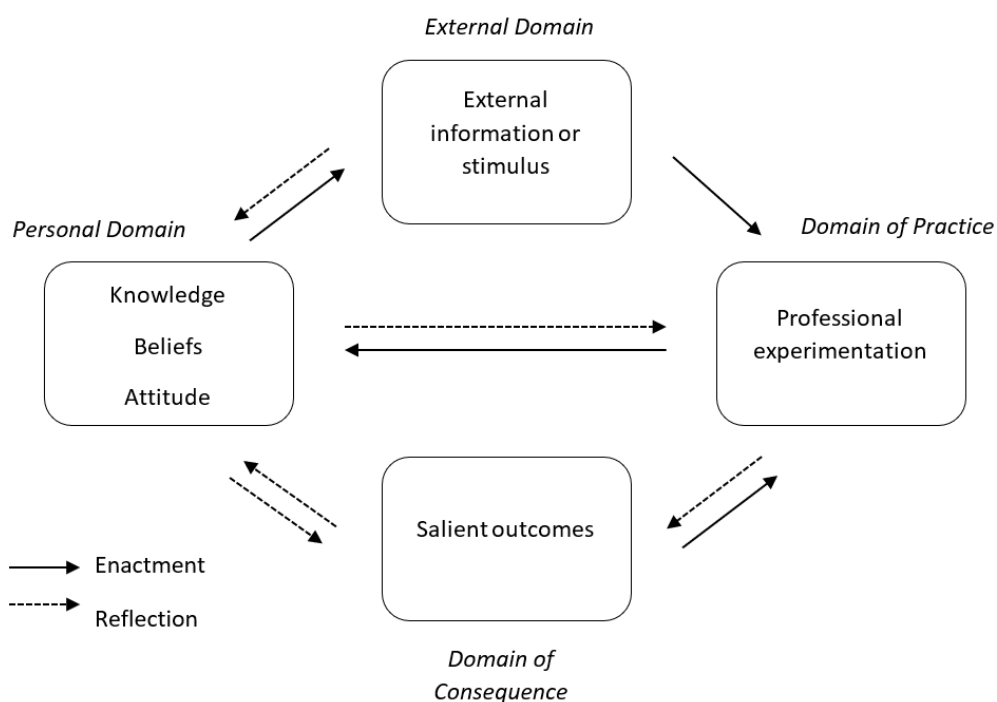 External Domain
External
information or
stimulus
Personal Domain
Domain of Practice
Knowledge
Beliefs
Attitude
Professional
experimentation
Salient outcomes
Enactment
Reflection
Domain of
Consequence